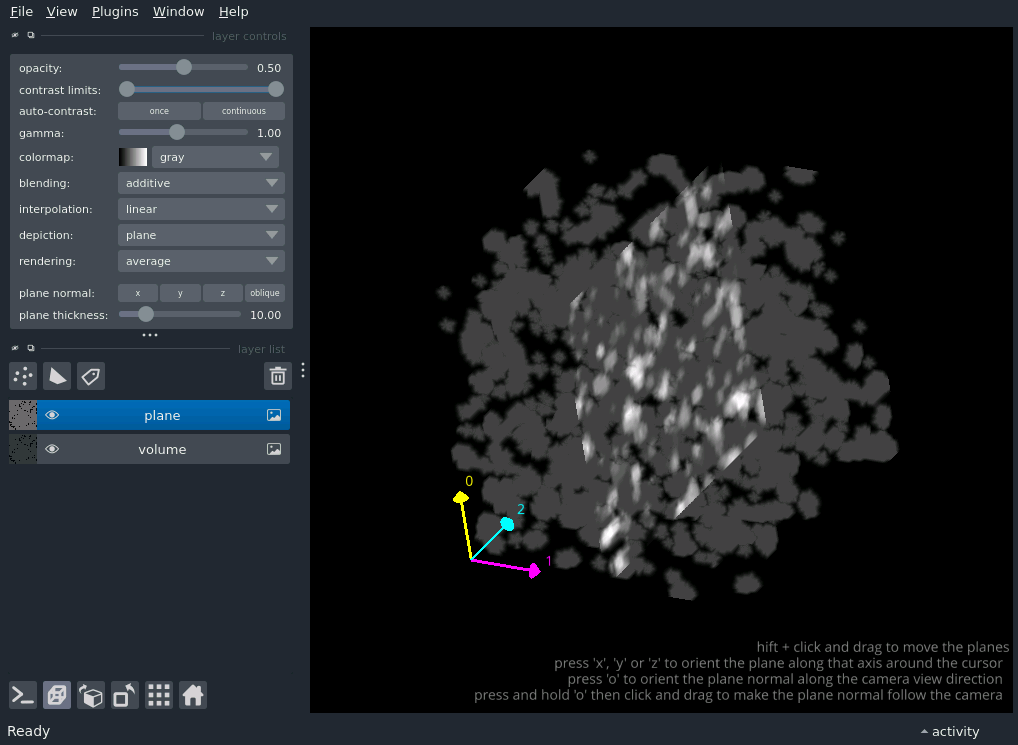 File View Plugins Window Help
layer controls
opacity: 0.50
contrast limits:
auto-contrast: once continuous
gamma: 1.00
colormap: gray
blending: additive
interpolation: linear
depiction: plane
rendering: average
plane normal: x y z oblique
plane thickness: 10.00
layer list
plane
volume
0
2
1
hift + click and drag to move the planes
press 'x', 'y' or 'z' to orient the plane along that axis around the cursor
press 'o' to orient the plane normal along the camera view direction
press and hold 'o' then click and drag to make the plane normal follow the camera
Ready activity